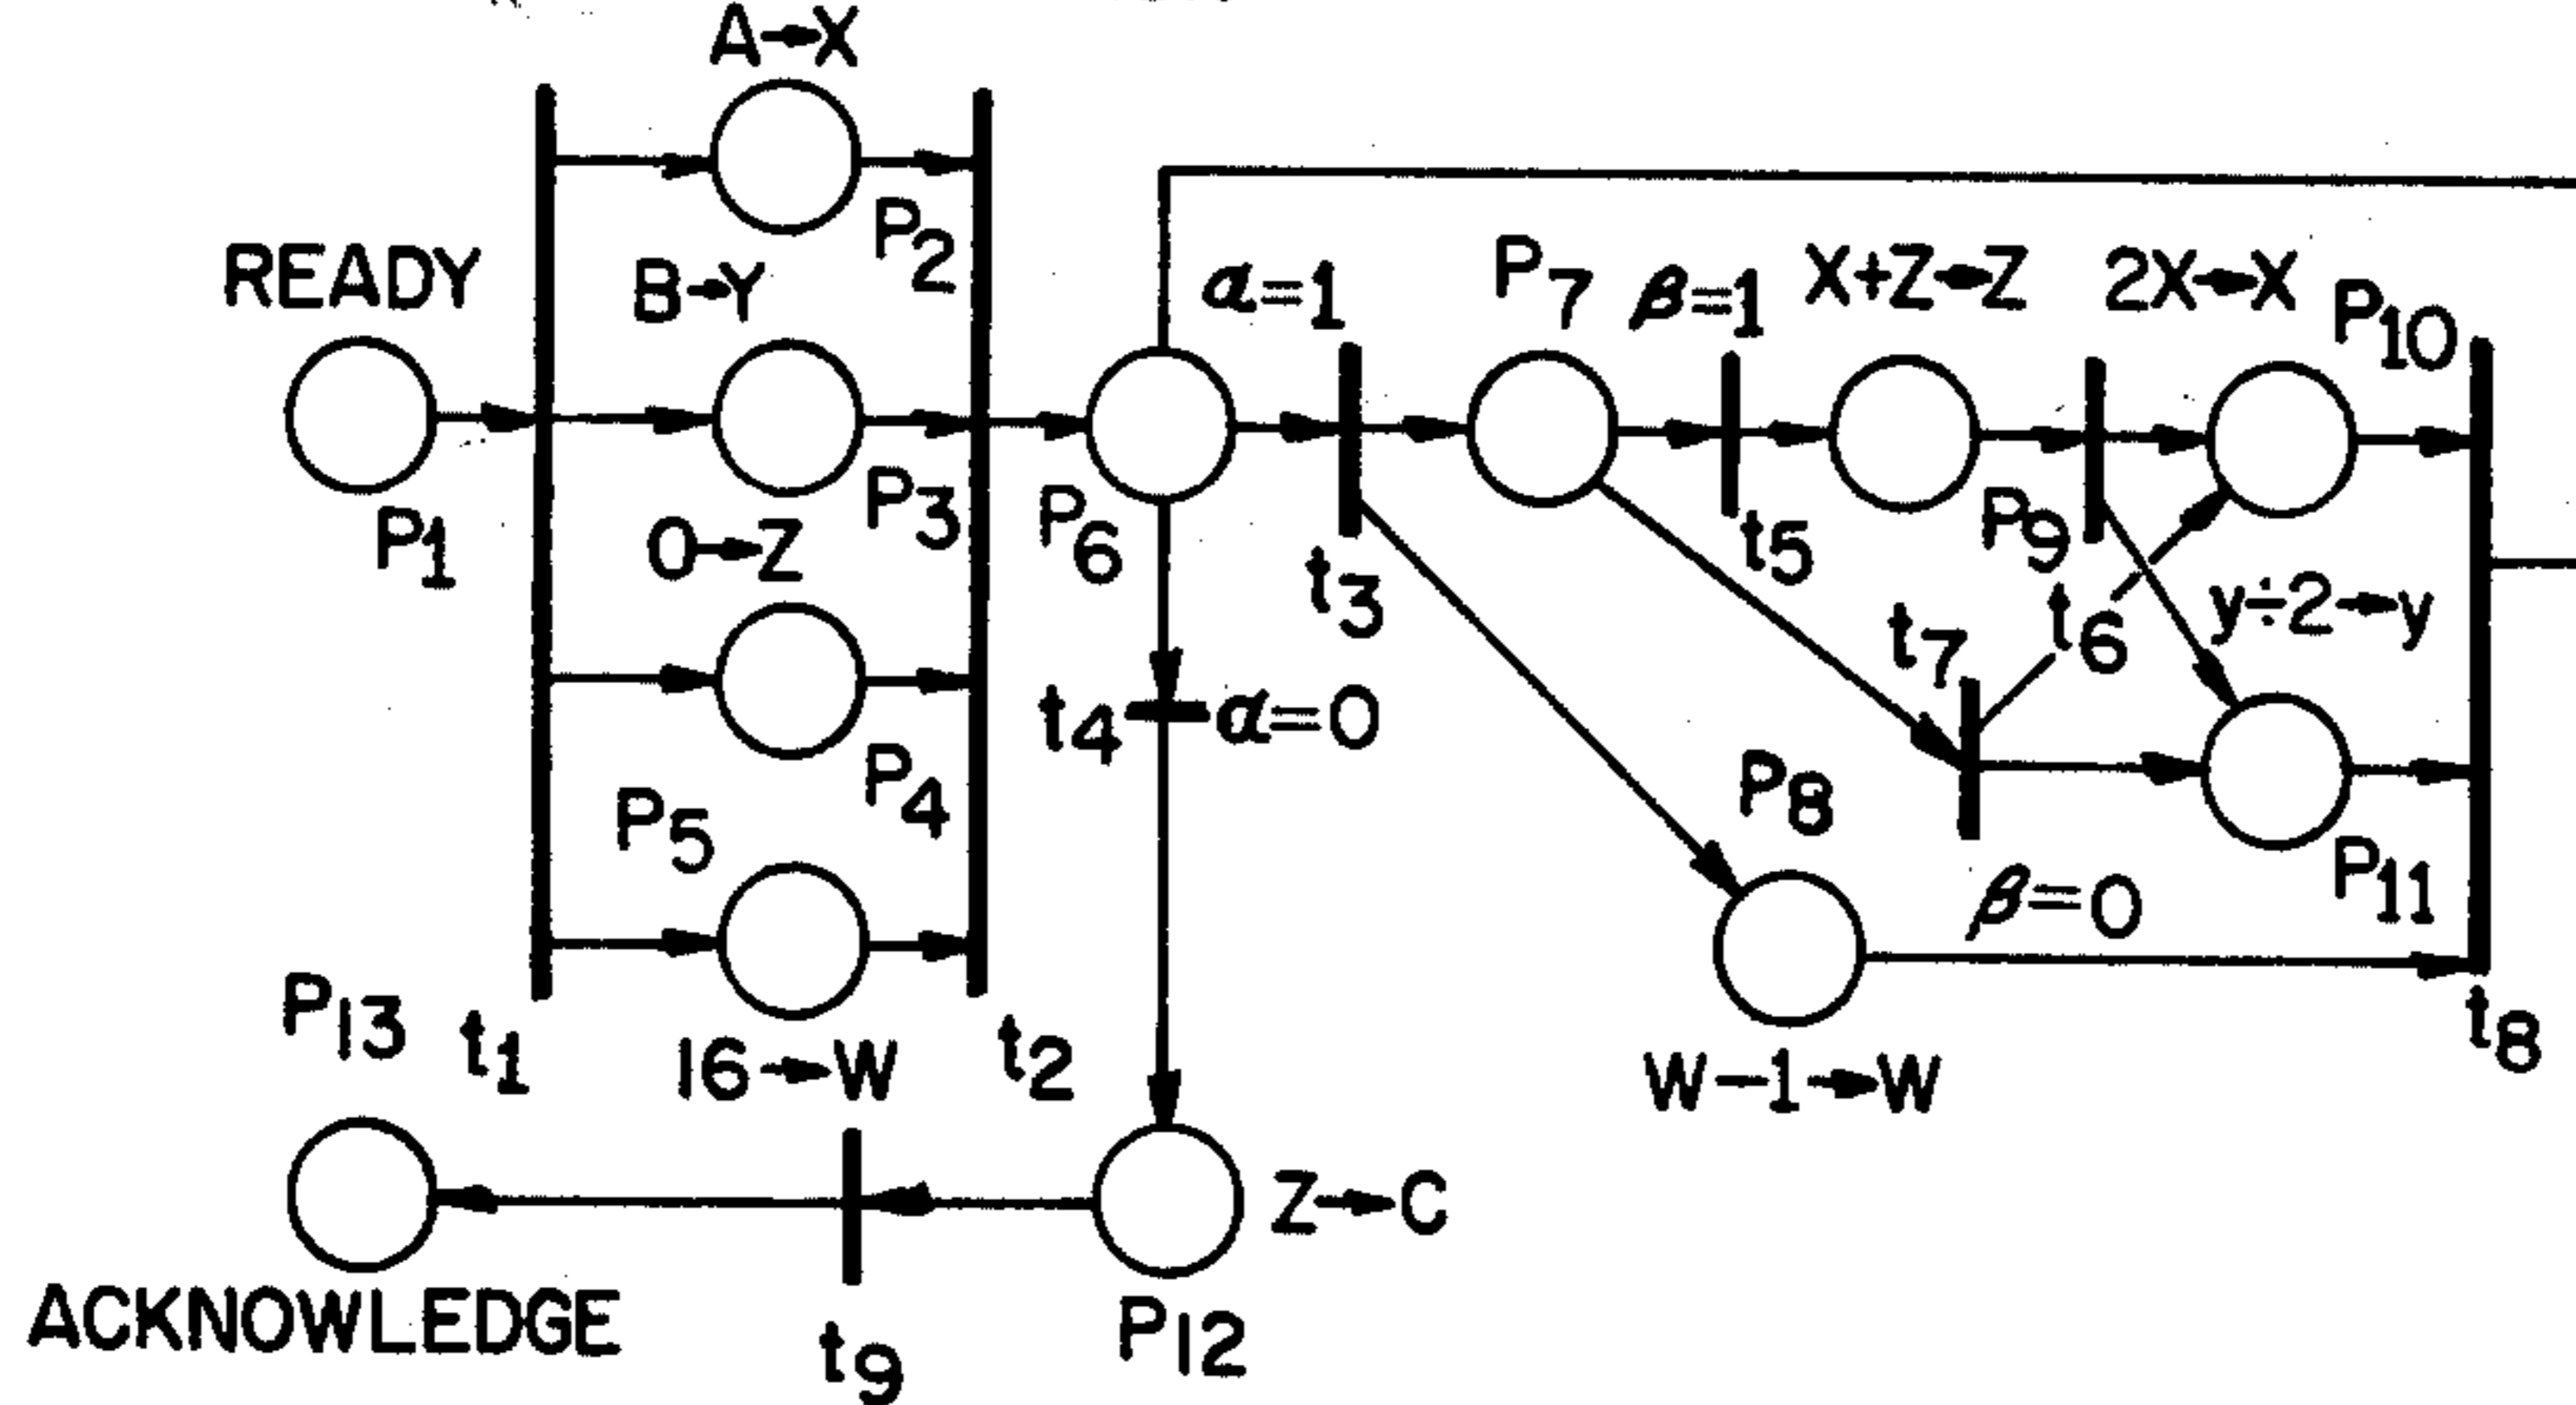 A→X
P2
READY
B→Y
α=1
P7
β=1
X+Z→Z
2X→X
P10
P1
P3
O→Z
P6
t3
t5
P9
t6
y÷2→y
t7
t4
α=0
P4
P5
P8
β=0
P11
P13
t1
16→W
t2
W-1→W
t8
Z→C
ACKNOWLEDGE
t9
P12